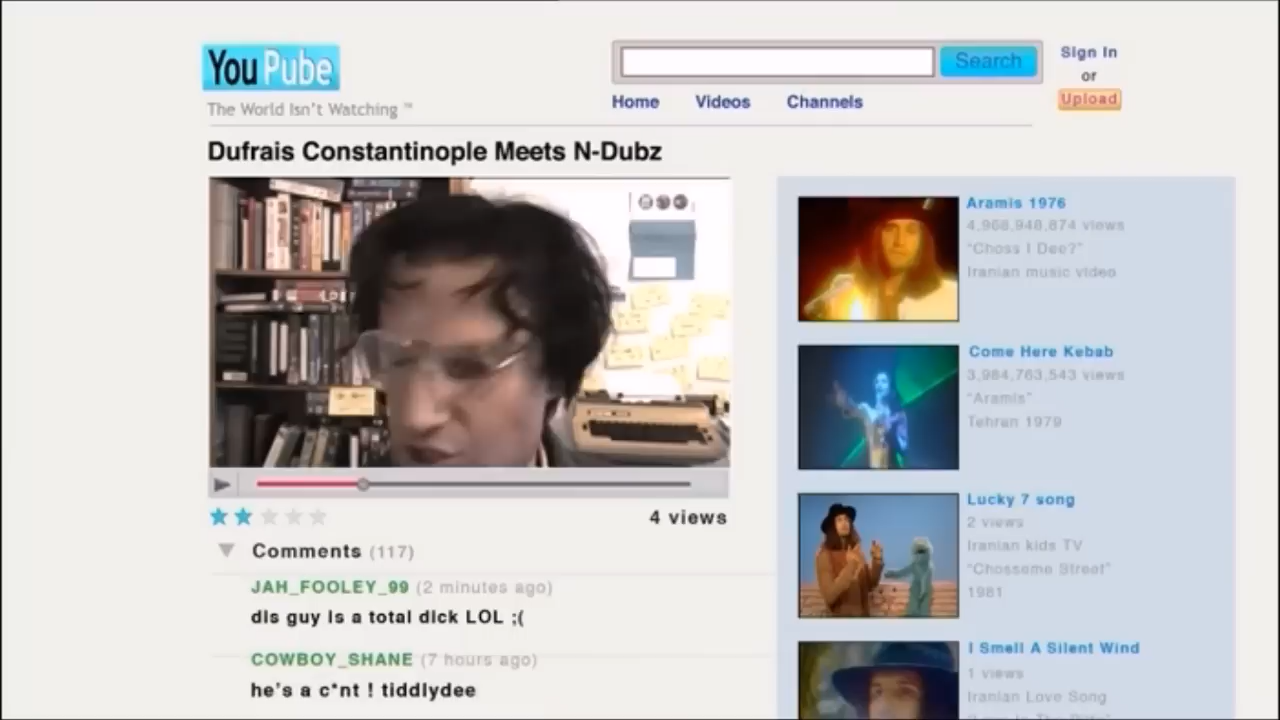 YouPube
Search
Sign In
or
Upload
The World Isn't Watching ™
Home Videos Channels
Dufrais Constantinople Meets N-Dubz
Aramis 1976
4,968,948,874 views
"Choss I Dee?"
Iranian music video
Come Here Kebab
3,984,763,543 views
"Aramis"
Tehran 1979
Lucky 7 song
2 views
Iranian kids TV
"Chosseme Street"
1981
4 views
Comments (117)
JAH_FOOLEY_99 (2 minutes ago)
dis guy is a total dick LOL ;(
COWBOY_SHANE (7 hours ago)
he's a c*nt ! tiddlydee
I Smell A Silent Wind
1 views
Iranian Love Song